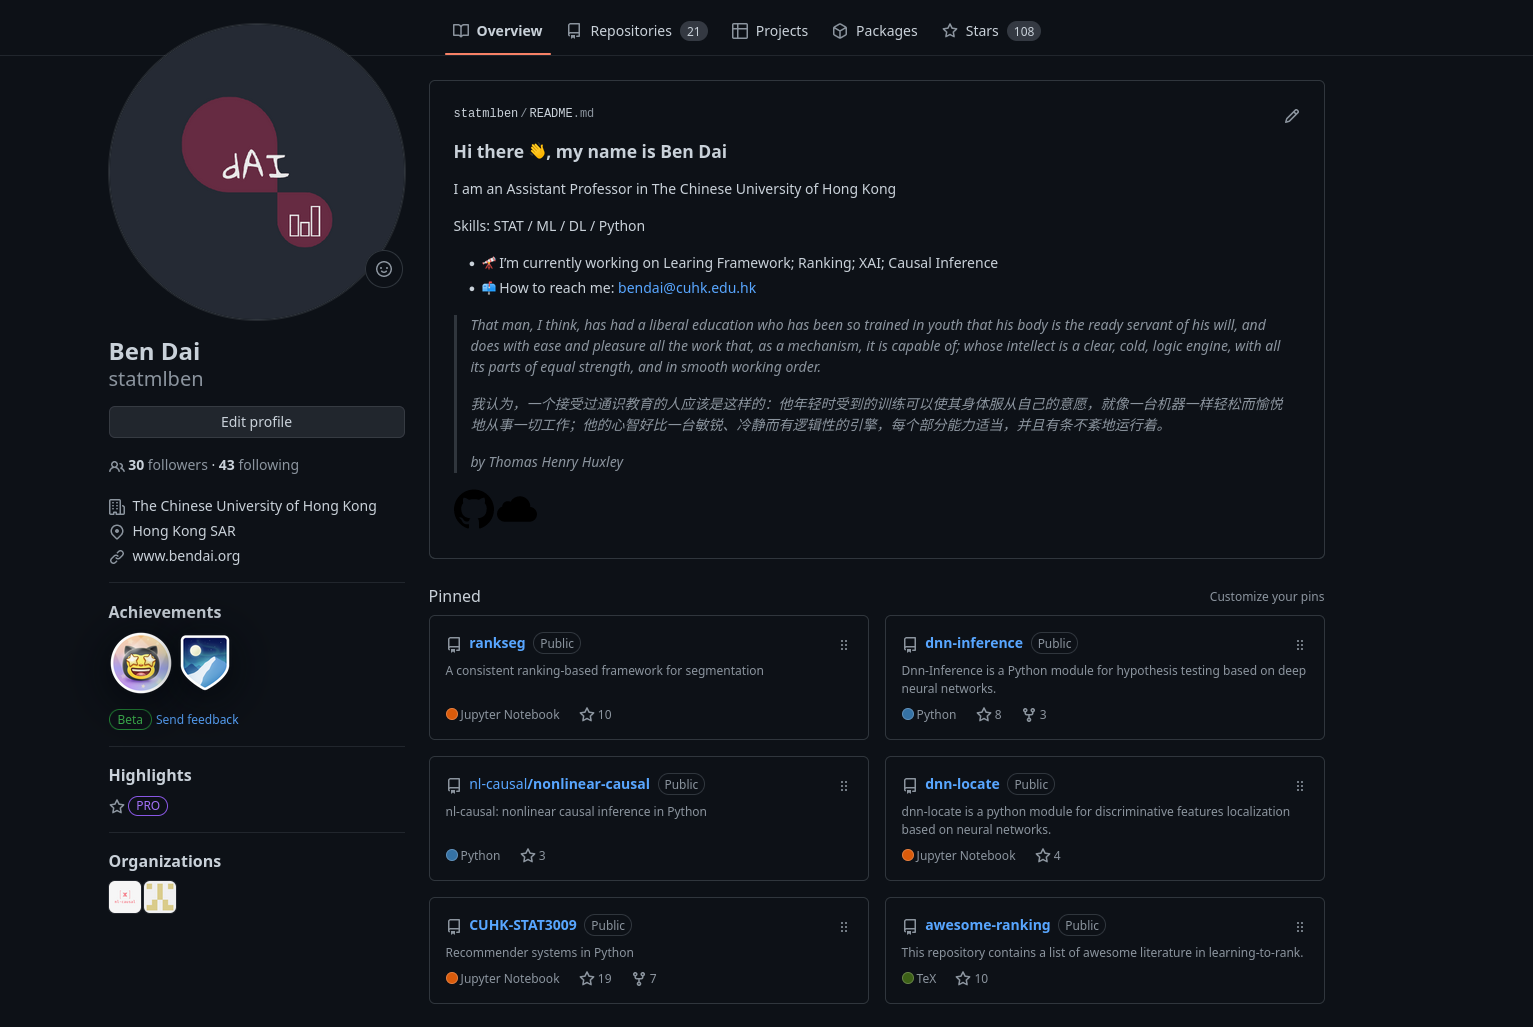 Overview Repositories 21 Projects Packages Stars 108
dAI
Ben Dai
statmlben
Edit profile
30 followers · 43 following
The Chinese University of Hong Kong
Hong Kong SAR
www.bendai.org
Achievements
Beta Send feedback
Highlights
PRO
Organizations
nl-causal
statmlben/README.md
Hi there 👋, my name is Ben Dai
I am an Assistant Professor in The Chinese University of Hong Kong
Skills: STAT / ML / DL / Python
• 🔭 I’m currently working on Learing Framework; Ranking; XAI; Causal Inference
• 📫 How to reach me: bendai@cuhk.edu.hk
That man, I think, has had a liberal education who has been so trained in youth that his body is the ready servant of his will, and
does with ease and pleasure all the work that, as a mechanism, it is capable of; whose intellect is a clear, cold, logic engine, with all
its parts of equal strength, and in smooth working order.
我认为，一个接受过通识教育的人应该是这样的：他年轻时受到的训练可以使其身体服从自己的意愿，就像一台机器一样轻松而愉悦
地从事一切工作；他的心智好比一台敏锐、冷静而有逻辑性的引擎，每个部分能力适当，并且有条不紊地运行着。
by Thomas Henry Huxley
Pinned
Customize your pins
rankseg Public
A consistent ranking-based framework for segmentation
Jupyter Notebook 10
dnn-inference Public
Dnn-Inference is a Python module for hypothesis testing based on deep
neural networks.
Python 8 3
nl-causal/nonlinear-causal Public
nl-causal: nonlinear causal inference in Python
Python 3
dnn-locate Public
dnn-locate is a python module for discriminative features localization
based on neural networks.
Jupyter Notebook 4
CUHK-STAT3009 Public
Recommender systems in Python
Jupyter Notebook 19 7
awesome-ranking Public
This repository contains a list of awesome literature in learning-to-rank.
TeX 10